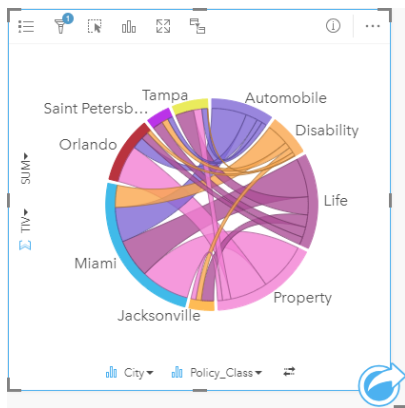 1
Tampa
Automobile
Saint Petersb...
Disability
Orlando
Life
SUM
TIV
Miami
Property
Jacksonville
City
Policy_Class